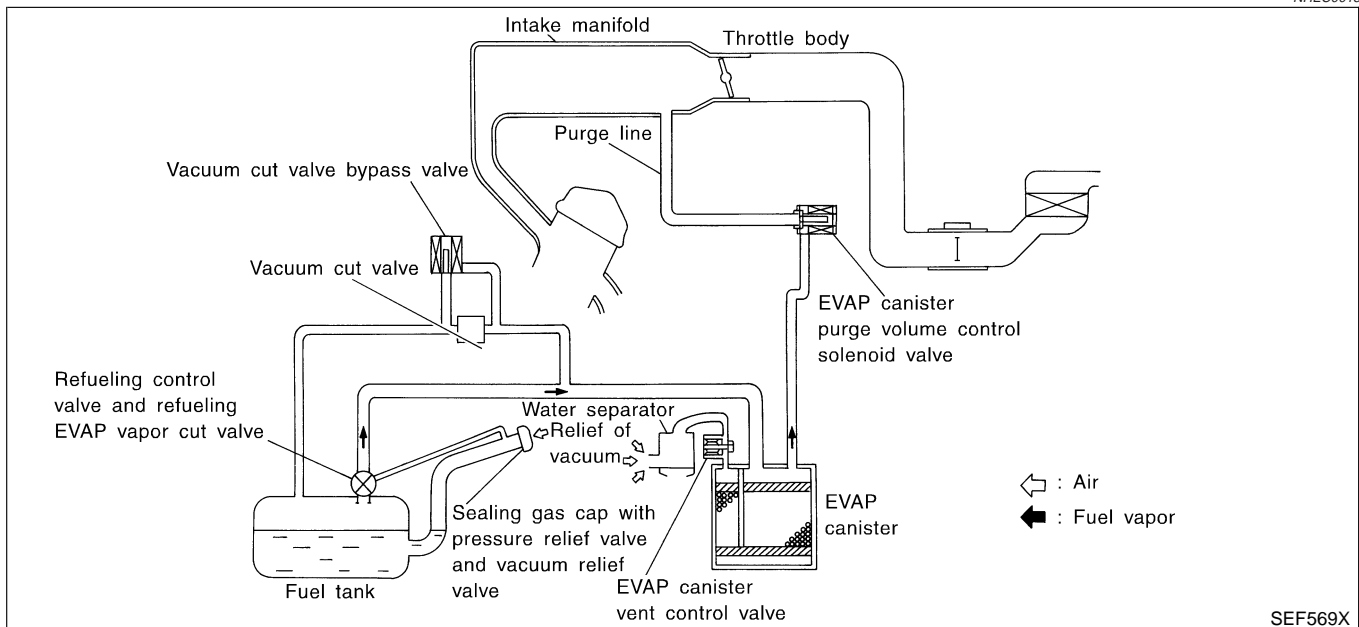 Intake manifold
Throttle body
Purge line
Vacuum cut valve bypass valve
Vacuum cut valve
EVAP canister
purge volume control
solenoid valve
Refueling control
valve and refueling
EVAP vapor cut valve
Water separator
Relief of
vacuum
Sealing gas cap with
pressure relief valve
and vacuum relief
valve
EVAP
canister
: Air
: Fuel vapor
Fuel tank
EVAP canister
vent control valve
SEF569X